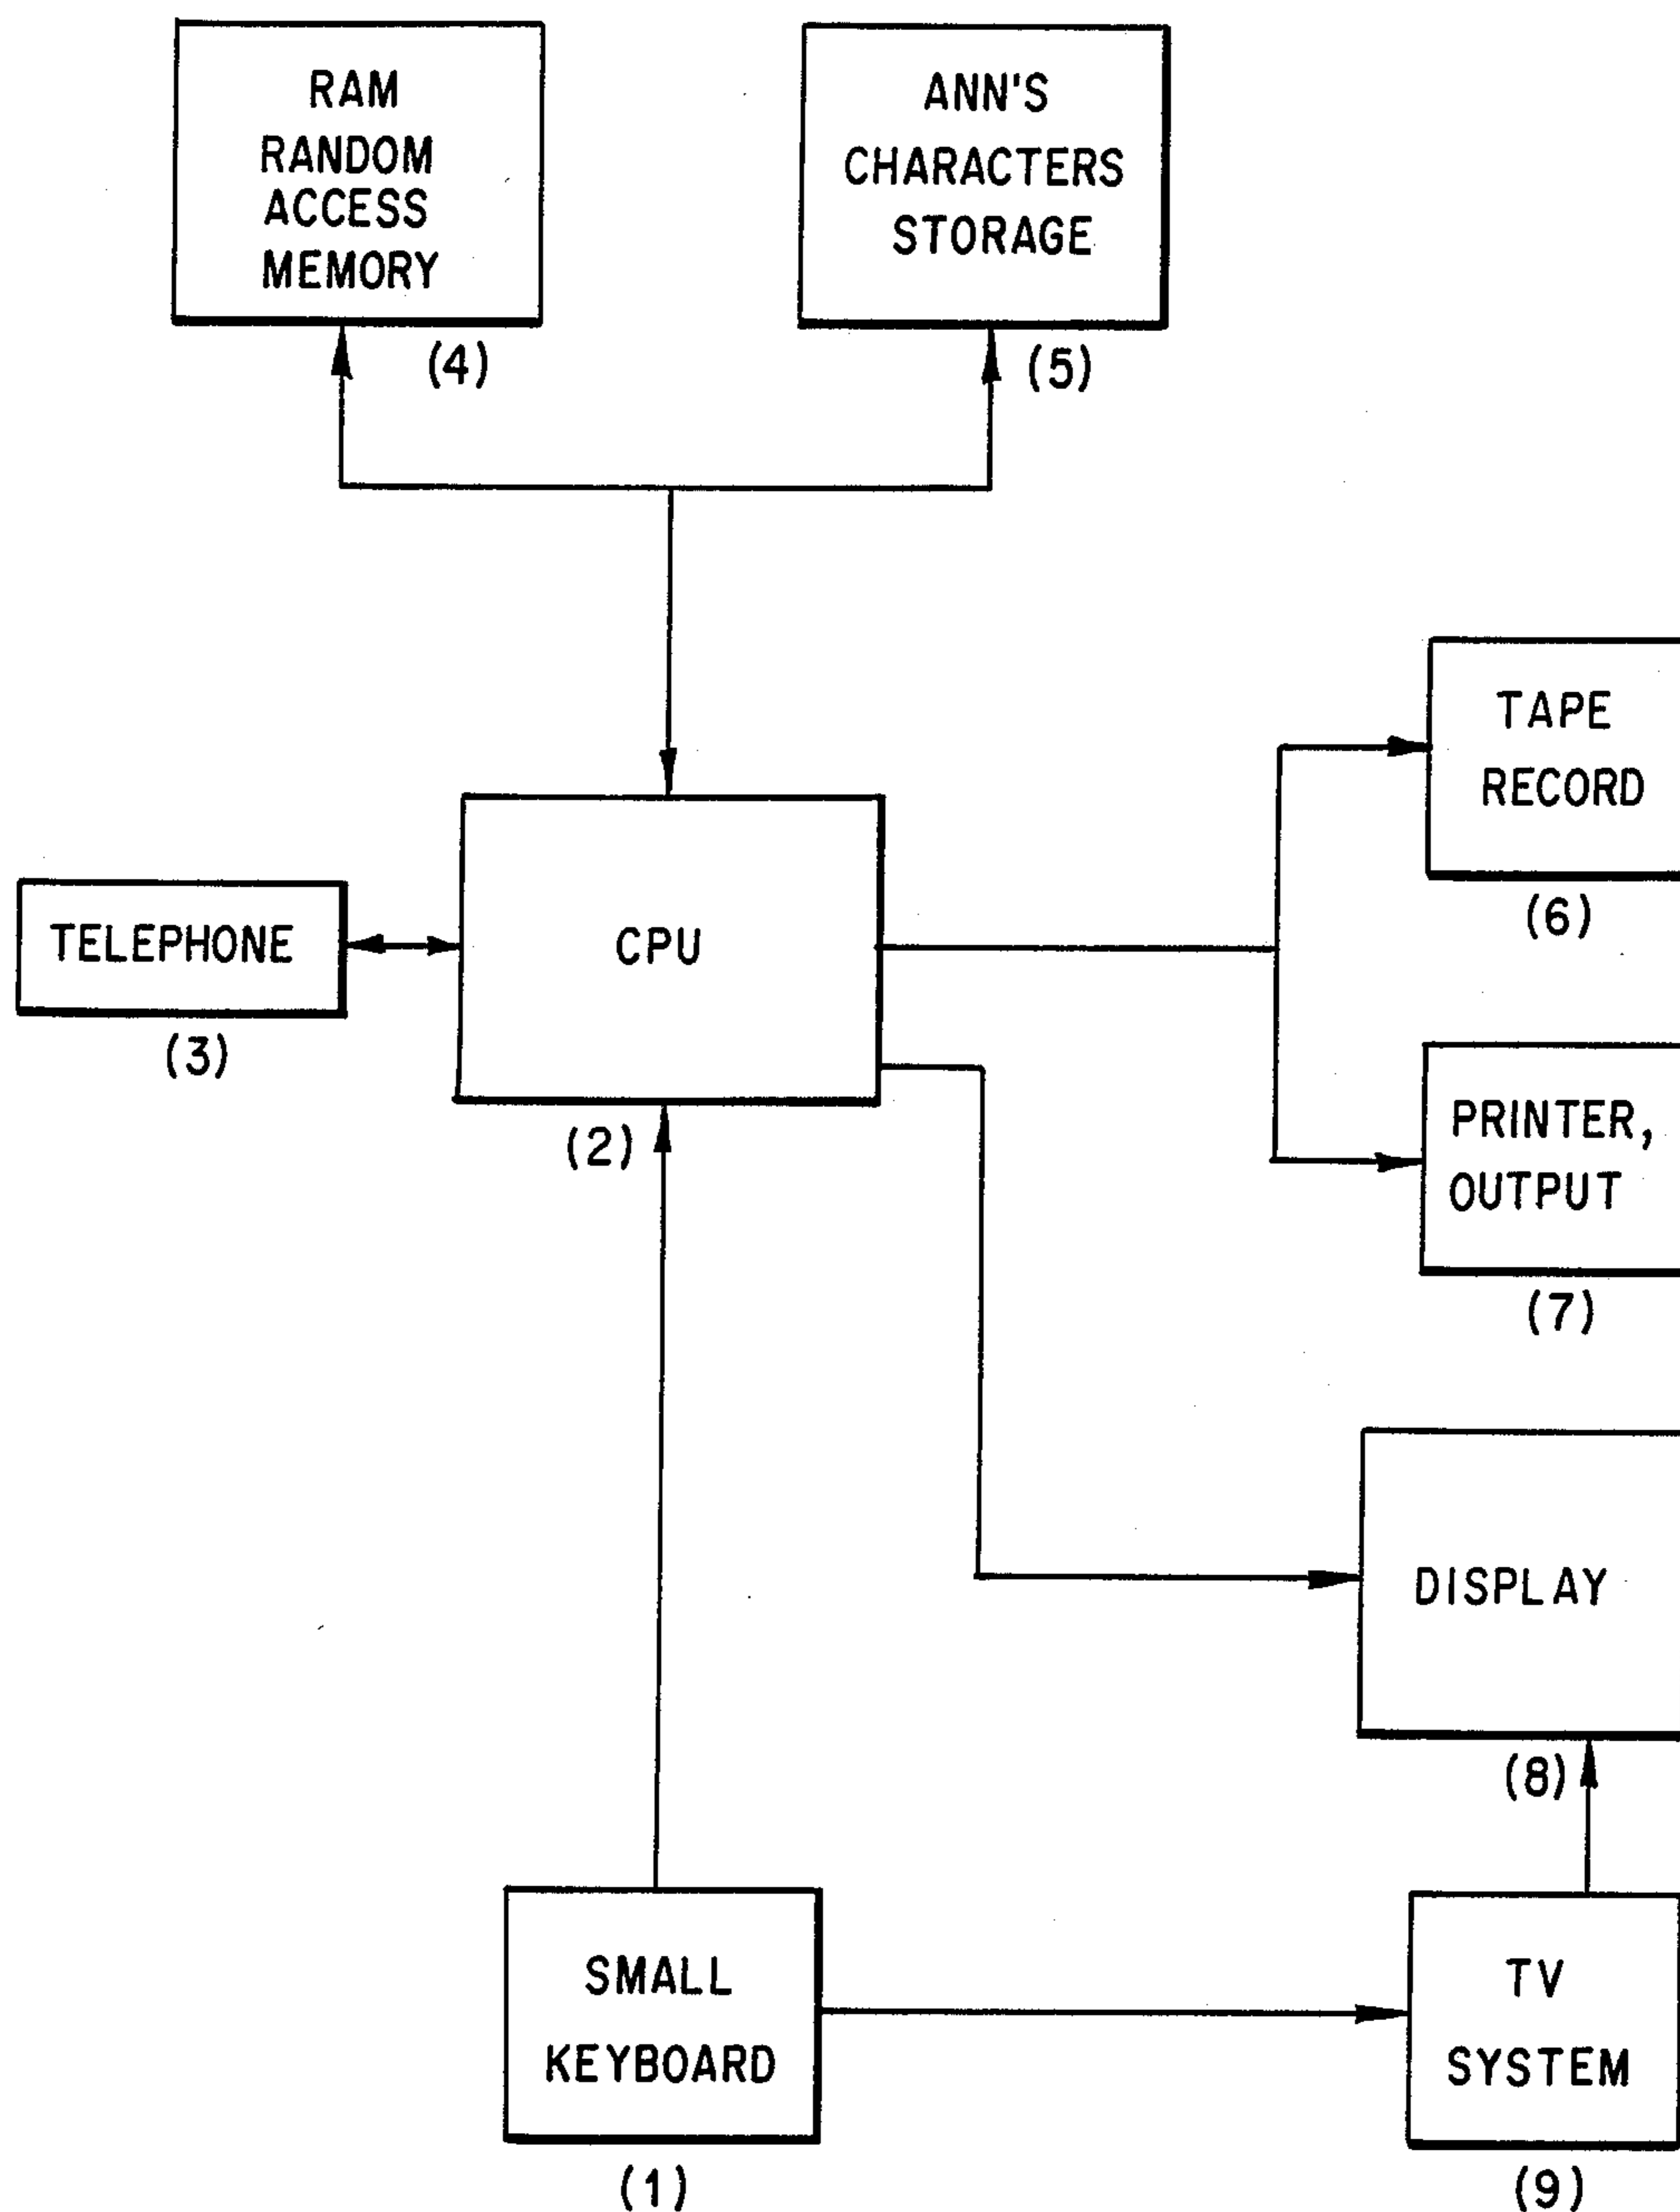 RAM
RANDOM
ACCESS
MEMORY
(4)
ANN'S
CHARACTERS
STORAGE
(5)
TAPE
RECORD
(6)
TELEPHONE
(3)
CPU
(2)
PRINTER,
OUTPUT
(7)
DISPLAY
(8)
SMALL
KEYBOARD
(1)
TV
SYSTEM
(9)